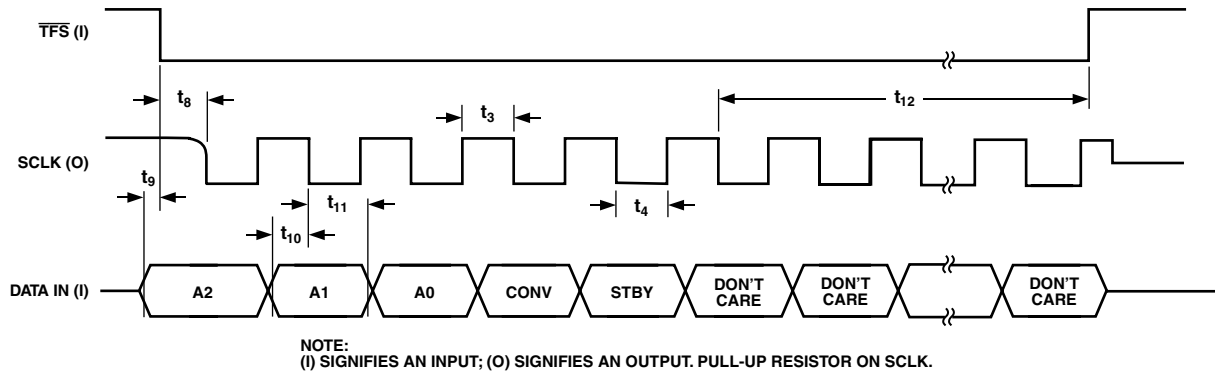 TFS (I)
t8
t3
t12
SCLK (O)
t9
t11
t4
t10
DATA IN (I)
A2
A1
A0
CONV
STBY
DON'T
CARE
DON'T
CARE
DON'T
CARE
NOTE:
(I) SIGNIFIES AN INPUT; (O) SIGNIFIES AN OUTPUT. PULL-UP RESISTOR ON SCLK.